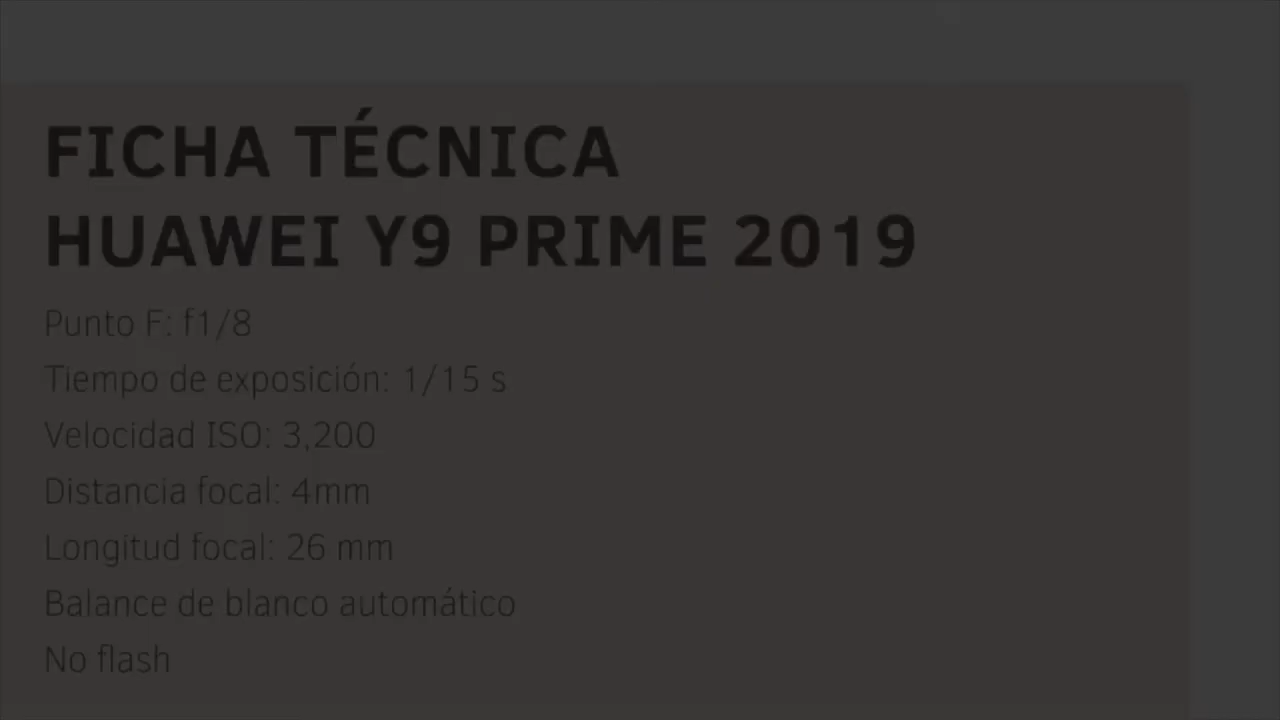 FICHA TÉCNICA
HUAWEI Y9 PRIME 2019
Punto F: f1/8
Tiempo de exposición: 1/15 s
Velocidad ISO: 3,200
Distancia focal: 4mm
Longitud focal: 26 mm
Balance de blanco automático
No flash